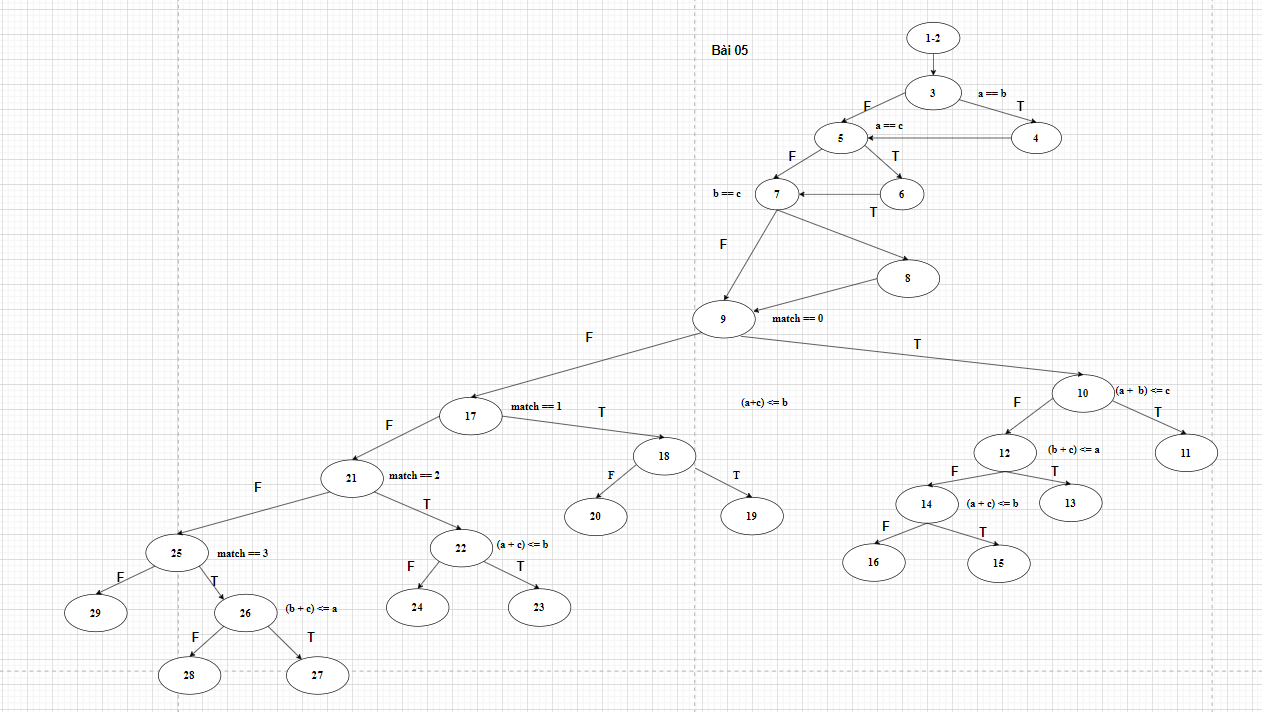 1-2
Bài 05
3
a == b
F
T
a == c
5
4
F
T
b == c
7
6
T
F
8
9
match == 0
F
T
10
(a + b) <= c
17
match == 1
T
(a+c) <= b
F
T
F
12
(b + c) <= a
11
18
21
match == 2
F
T
F
T
F
T
14
(a + c) <= b
13
20
19
F
T
25
match == 3
22
(a + c) <= b
16
15
F
T
F
T
29
26
(b + c) <= a
24
23
F
T
28
27